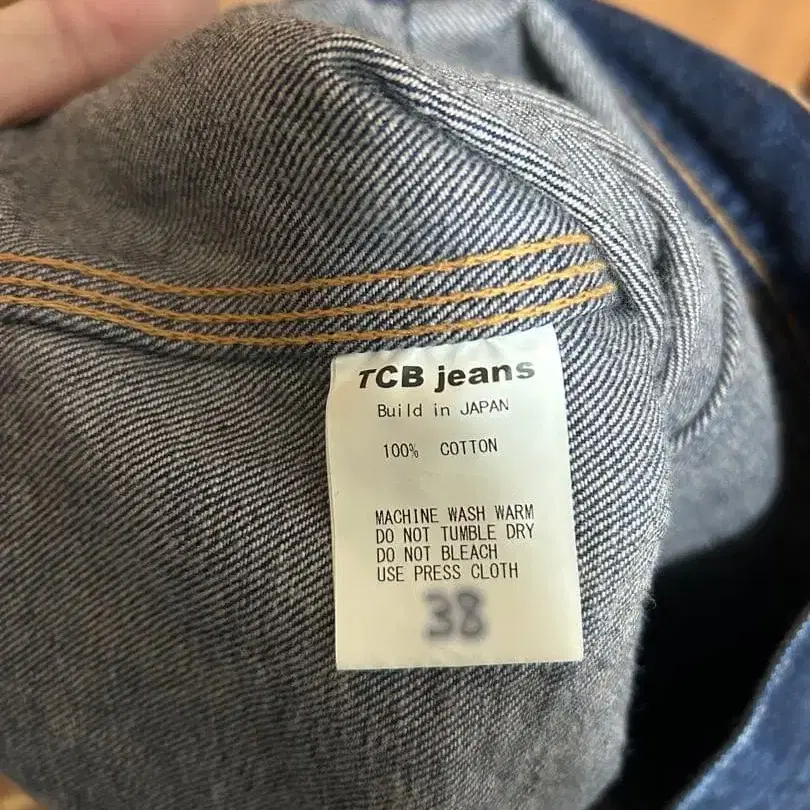 TCB jeans
Build in JAPAN
100% COTTON
MACHINE WASH WARM
DO NOT TUMBLE DRY
DO NOT BLEACH
USE PRESS CLOTH
38